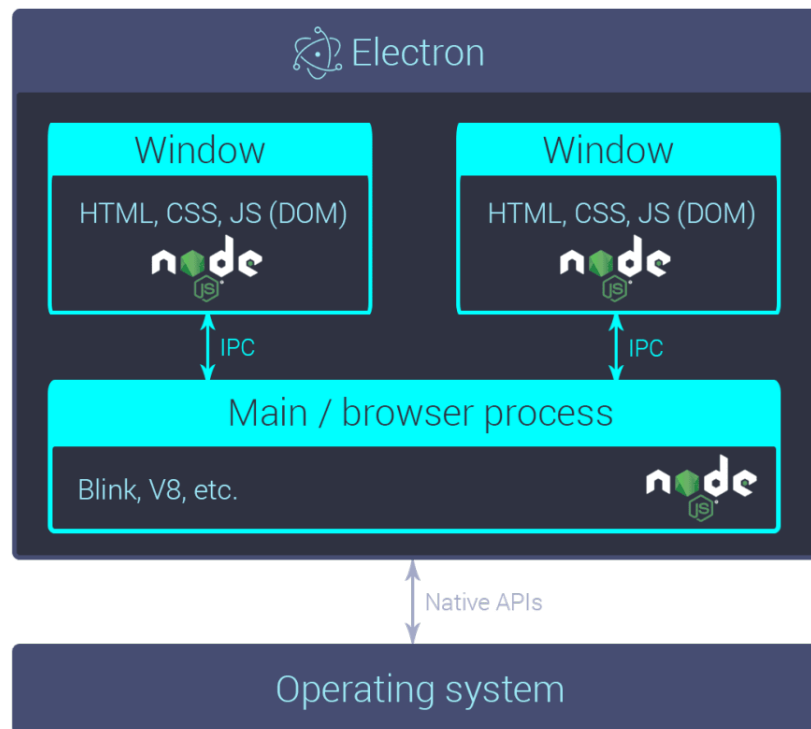 Electron
Window
Window
HTML, CSS, JS (DOM)
HTML, CSS, JS (DOM)
node
JS
node
JS
IPC
IPC
Main / browser process
Blink, V8, etc.
node
JS
Native APIs
Operating system